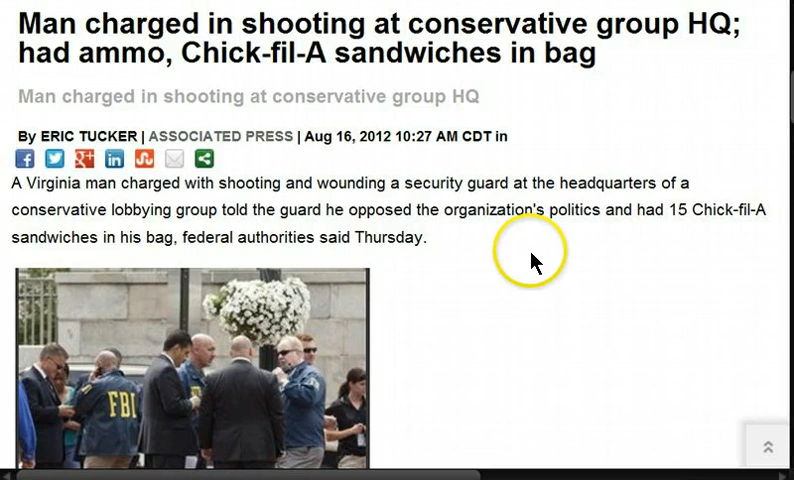 Man charged in shooting at conservative group HQ;
had ammo, Chick-fil-A sandwiches in bag
Man charged in shooting at conservative group HQ
By ERIC TUCKER | ASSOCIATED PRESS | Aug 16, 2012 10:27 AM CDT in
A Virginia man charged with shooting and wounding a security guard at the headquarters of a
conservative lobbying group told the guard he opposed the organization's politics and had 15 Chick-fil-A
sandwiches in his bag, federal authorities said Thursday.
FBI